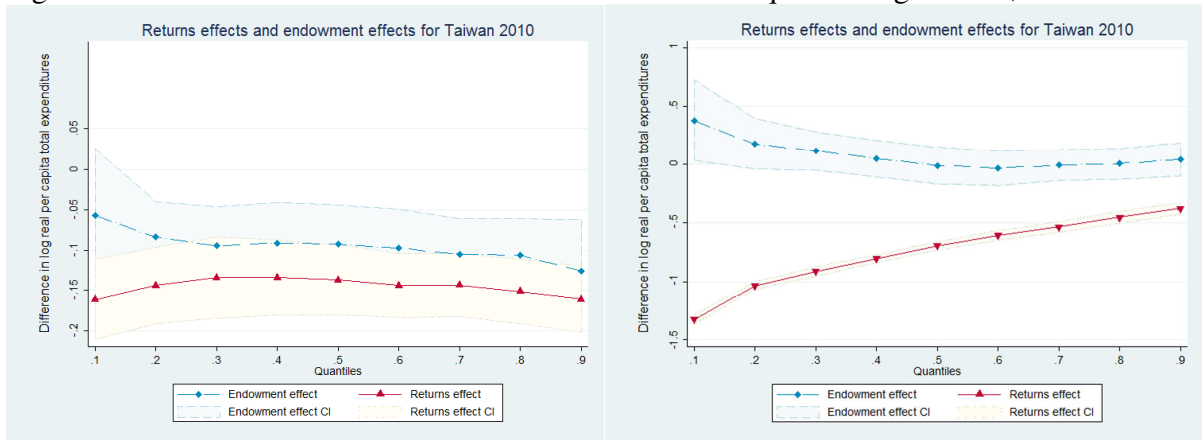 Returns effects and endowment effects for Taiwan 2010
Difference in log real per capita total expenditures
.05
0
-.05
-.1
-.15
-.2
.1 .2 .3 .4 .5 .6 .7 .8 .9
Quantiles
Endowment effect Returns effect
Endowment effect CI Returns effect CI
Returns effects and endowment effects for Taiwan 2010
Difference in log real per capita total expenditures
1
.5
0
-.5
-1
-1.5
.1 .2 .3 .4 .5 .6 .7 .8 .9
Quantiles
Endowment effect Returns effect
Endowment effect CI Returns effect CI